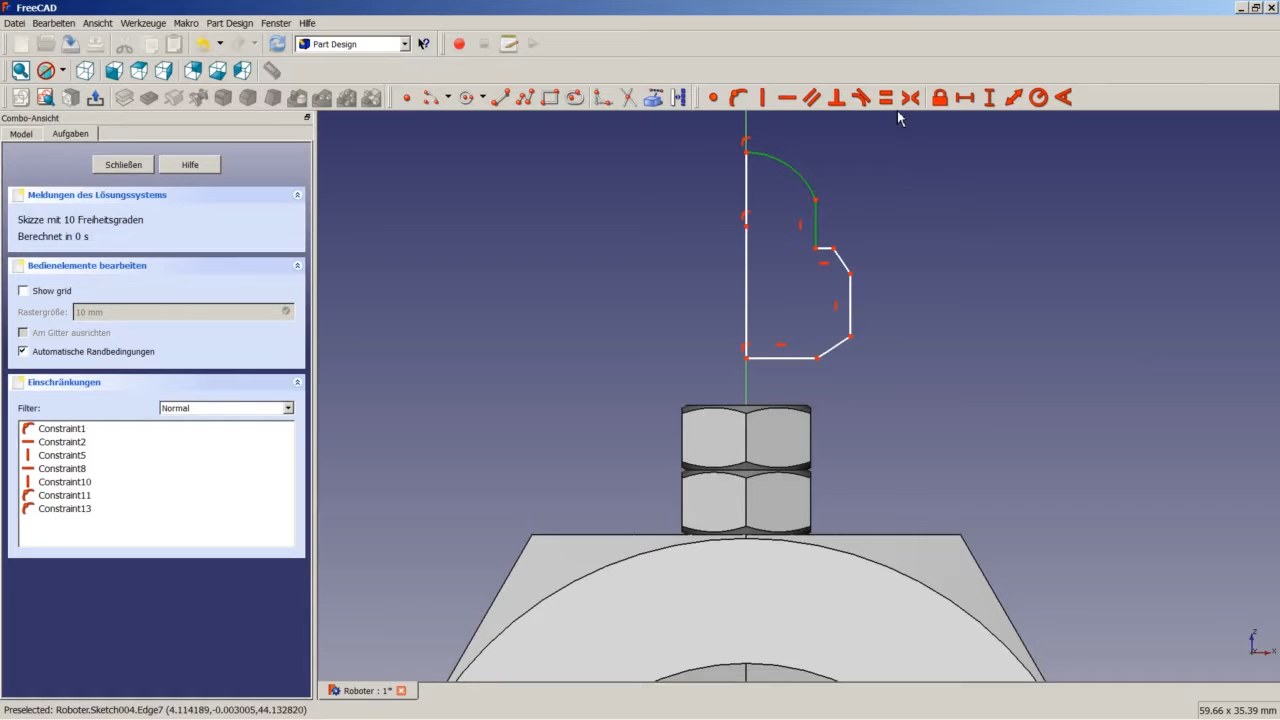 FreeCAD
Datei Bearbeiten Ansicht Werkzeuge Makro Part Design Fenster Hilfe
Part Design
Combo-Ansicht
Model Aufgaben
Schließen Hilfe
Meldungen des Lösungssystems
Skizze mit 10 Freiheitsgraden
Berechnet in 0 s
Bedienelemente bearbeiten
Show grid
Rastergröße: 10 mm
Am Gitter ausrichten
Automatische Randbedingungen
Einschränkungen
Filter: Normal
Constraint1
Constraint2
Constraint5
Constraint8
Constraint10
Constraint11
Constraint13
Z
X
Roboter : 1*
Preselected: Roboter.Sketch004.Edge7 (4.114189,-0.003005,44.132820)
59.66 x 35.39 mm